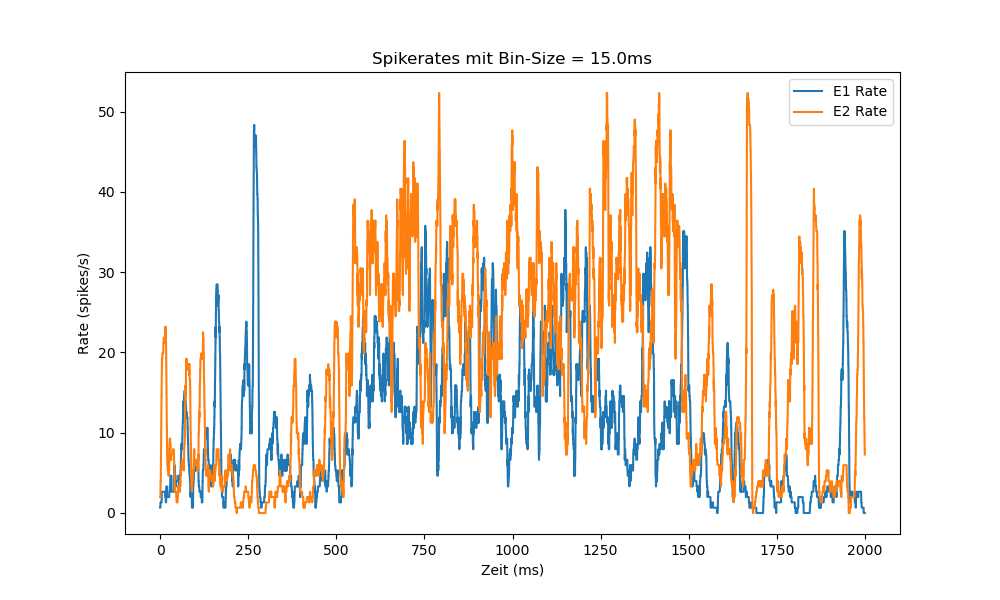 Spikerates mit Bin-Size = 15.0ms
E1 Rate
E2 Rate
50
40
30
20
10
0
Rate (spikes/s)
0 250 500 750 1000 1250 1500 1750 2000
Zeit (ms)